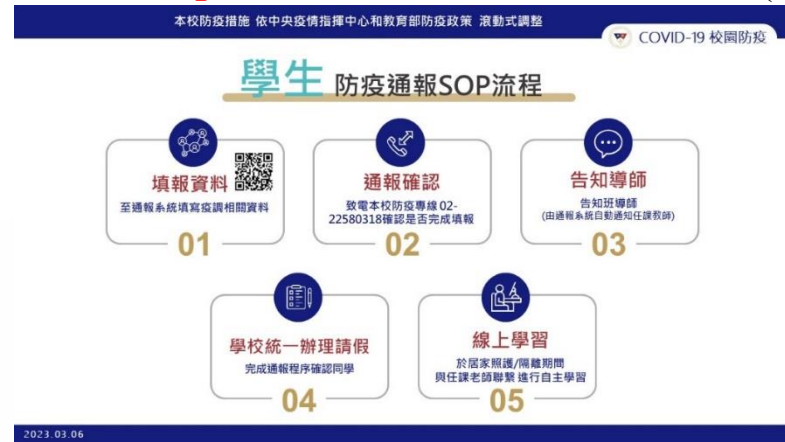 本校防疫措施 依中央疫情指揮中心和教育部防疫政策 滾動式調整
COVID-19 校園防疫
學生 防疫通報SOP流程
填報資料
至通報系統填寫疫調相關資料
01
通報確認
致電本校防疫專線02-
22580318確認是否完成填報
02
告知導師
告知班導師
(由通報系統自動通知任課教師)
03
學校統一辦理請假
完成通報程序確認同學
04
線上學習
於居家照護/隔離期間
與任課老師聯繫 進行自主學習
05
2023.03.06